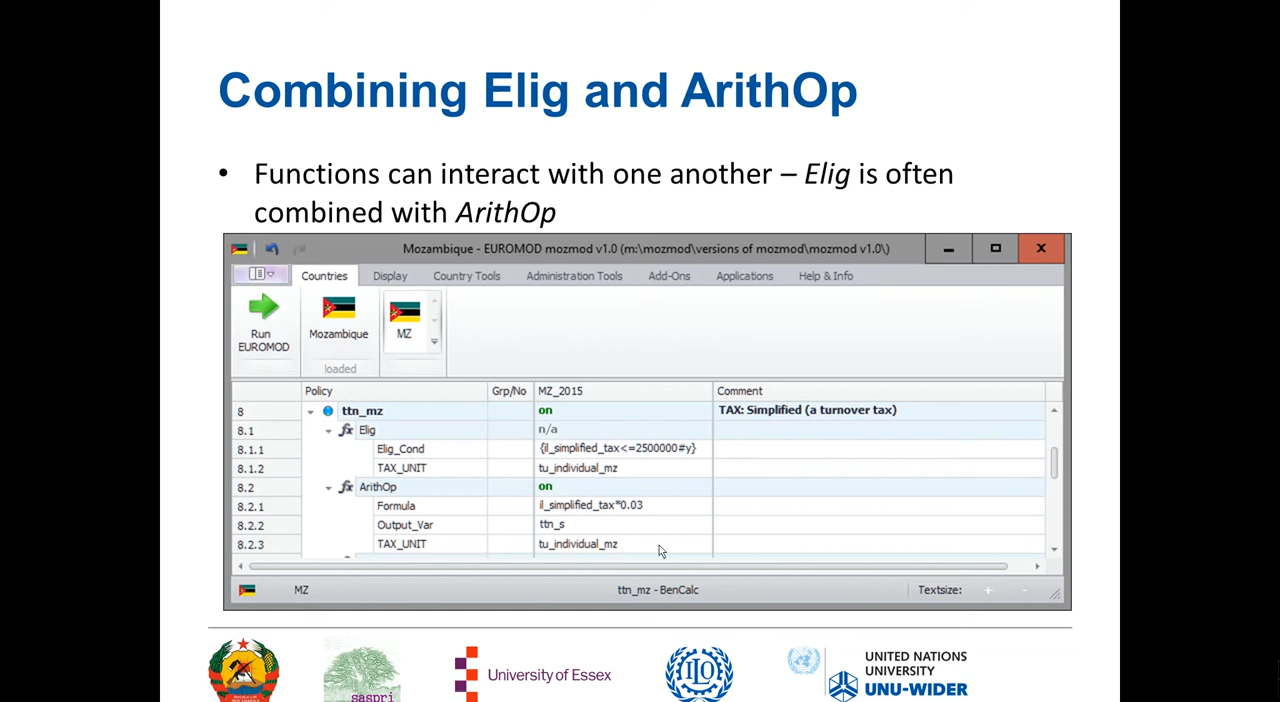 Combining Elig and ArithOp
• Functions can interact with one another – Elig is often
combined with ArithOp
Mozambique - EUROMOD mozmod v1.0 (m:\mozmod\versions of mozmod\mozmod v1.0\)
Countries Display Country Tools Administration Tools Add-Ons Applications Help & Info
Run
EUROMOD
Mozambique
MZ
loaded
Policy Grp/No MZ_2015 Comment
8 ttn_mz on TAX: Simplified (a turnover tax)
8.1 fx Elig n/a
8.1.1 Elig_Cond {il_simplified_tax<=2500000#y}
8.1.2 TAX_UNIT tu_individual_mz
8.2 fx ArithOp on
8.2.1 Formula il_simplified_tax*0.03
8.2.2 Output_Var ttn_s
8.2.3 TAX_UNIT tu_individual_mz
MZ ttn_mz - BenCalc Textsize: + -
saspri
University of Essex
ILO
UNITED NATIONS
UNIVERSITY
UNU-WIDER